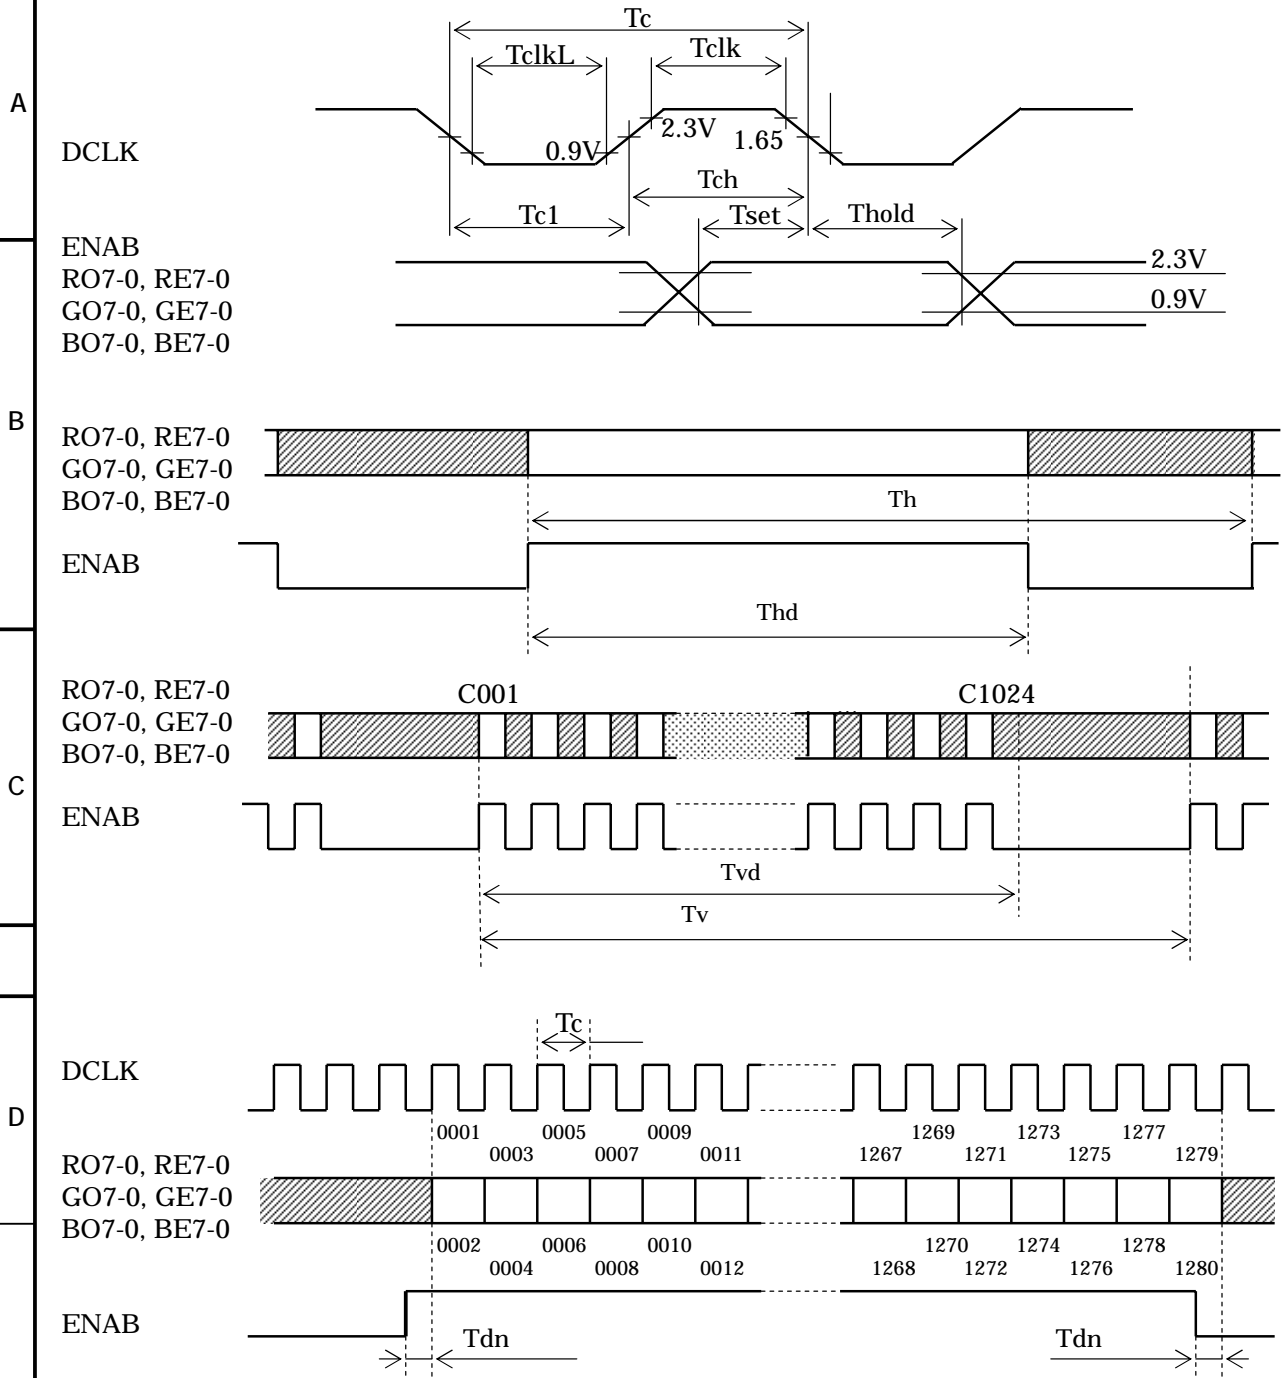 Tc
TclkL
Tclk
A
DCLK
0.9V
2.3V
1.65
Tch
Tc1
Tset
Thold
ENAB
RO7-0, RE7-0
GO7-0, GE7-0
BO7-0, BE7-0
2.3V
0.9V
B
RO7-0, RE7-0
GO7-0, GE7-0
BO7-0, BE7-0
Th
ENAB
Thd
RO7-0, RE7-0
GO7-0, GE7-0
BO7-0, BE7-0
C001
C1024
C
ENAB
Tvd
Tv
Tc
DCLK
D
0001 0005 0009 1269 1273 1277
0003 0007 0011 1267 1271 1275 1279
RO7-0, RE7-0
GO7-0, GE7-0
BO7-0, BE7-0
0002 0006 0010 1270 1274 1278
0004 0008 0012 1268 1272 1276 1280
ENAB
Tdn
Tdn